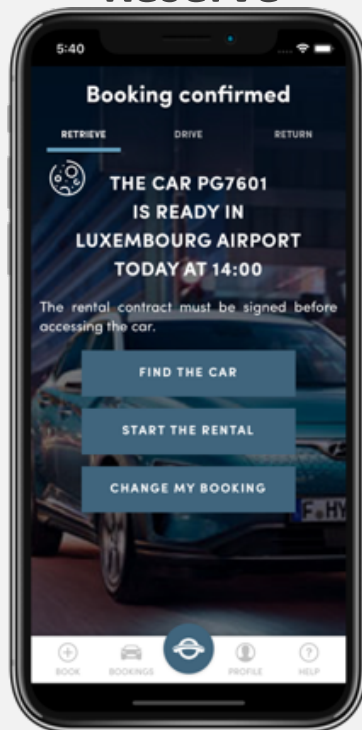 5:40
Booking confirmed
RETRIEVE DRIVE RETURN
THE CAR PG7601
IS READY IN
LUXEMBOURG AIRPORT
TODAY AT 14:00
The rental contract must be signed before
accessing the car.
FIND THE CAR
START THE RENTAL
CHANGE MY BOOKING
F HY
BOOK BOOKINGS PROFILE HELP